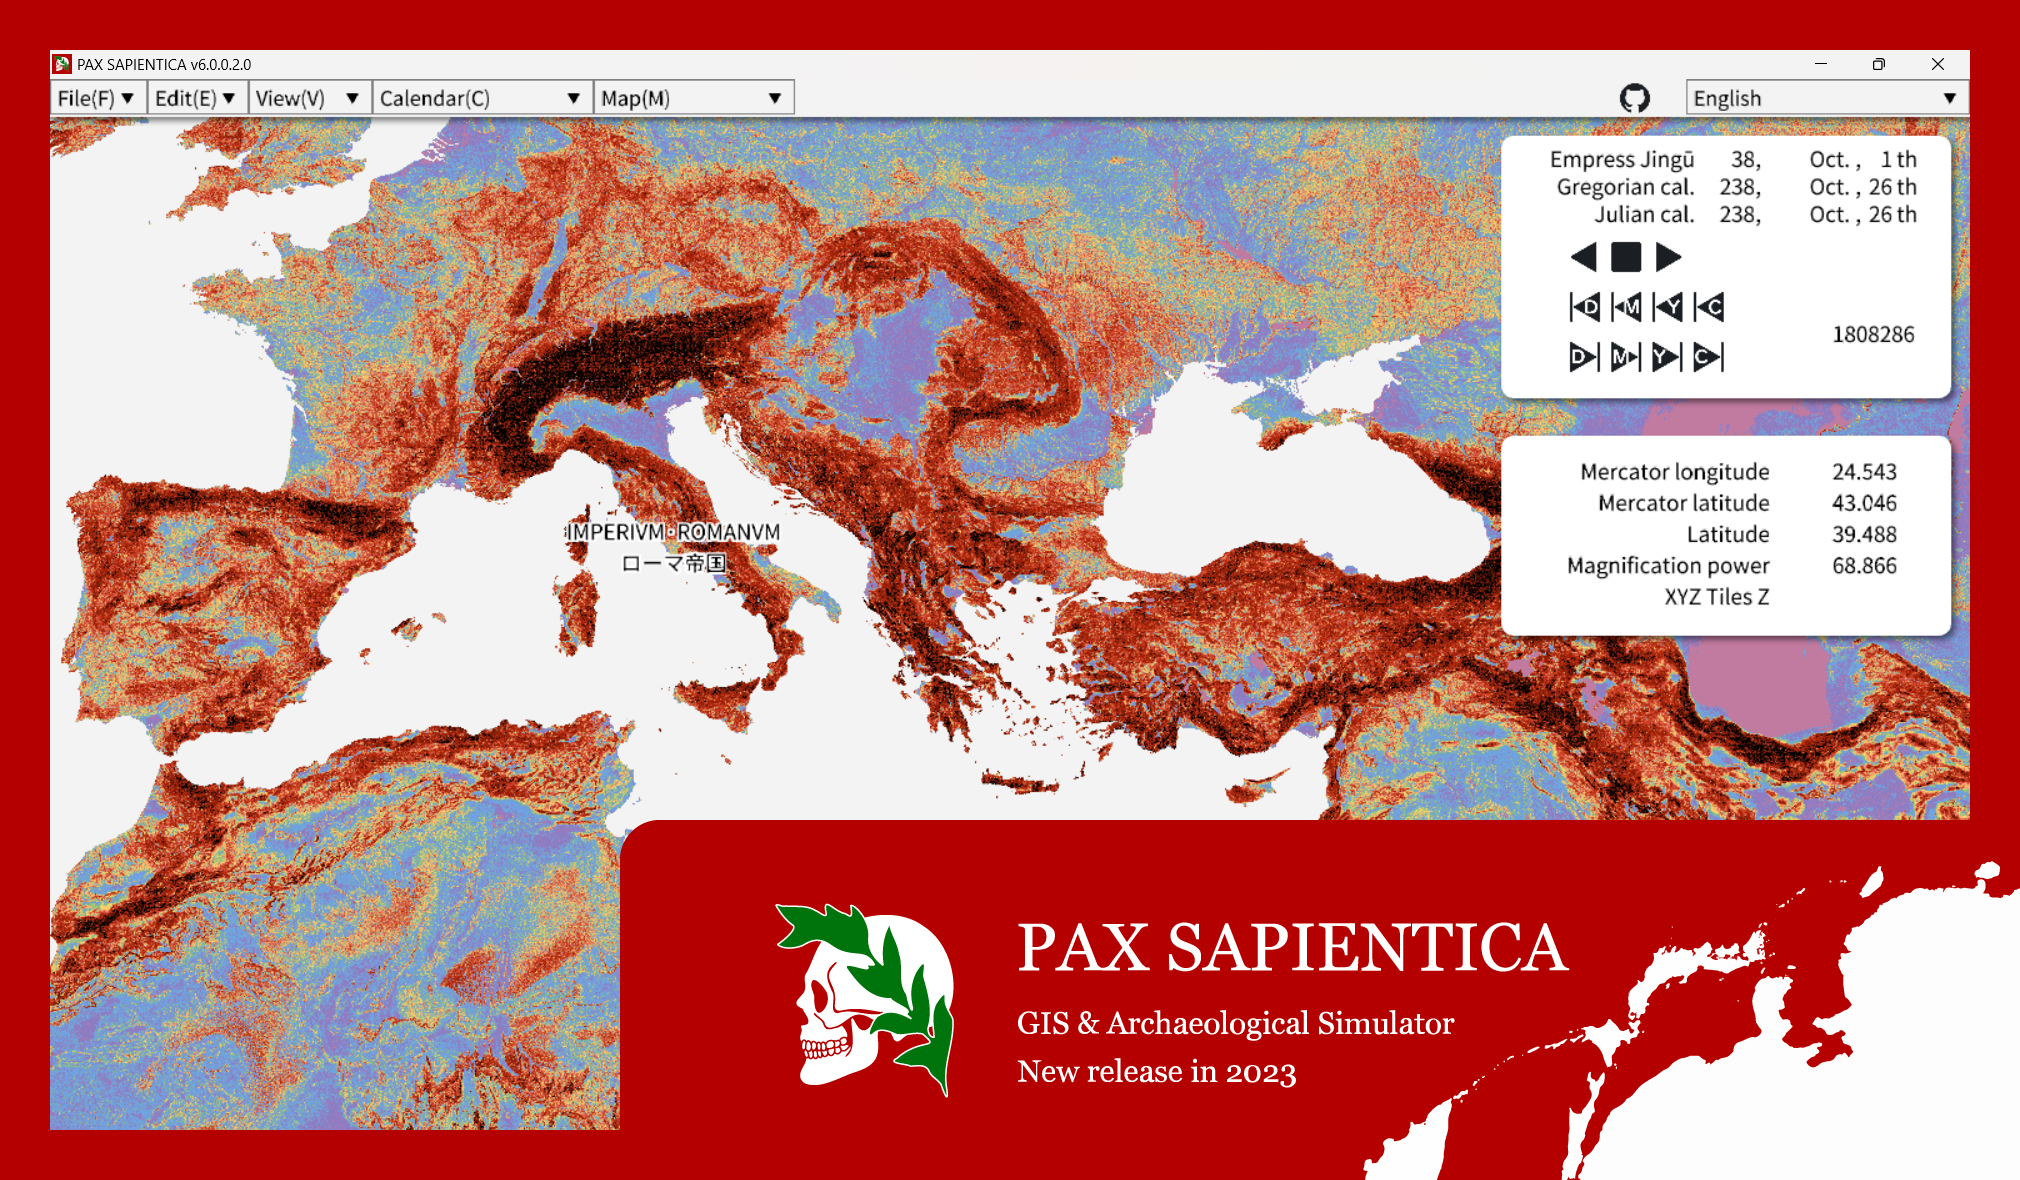 PAX SAPIENTICA v6.0.0.2.0
File(F) ▼ Edit(E) ▼ View(V) ▼ Calendar(C) ▼ Map(M) ▼ English ▼
Empress Jingū 38, Oct. , 1 th
Gregorian cal. 238, Oct. , 26 th
Julian cal. 238, Oct. , 26 th
D M Y C
1808286
D M Y C
Mercator longitude 24.543
Mercator latitude 43.046
Latitude 39.488
Magnification power 68.866
XYZ Tiles Z
IMPERIVM·ROMANVM
ローマ帝国
PAX SAPIENTICA
GIS & Archaeological Simulator
New release in 2023